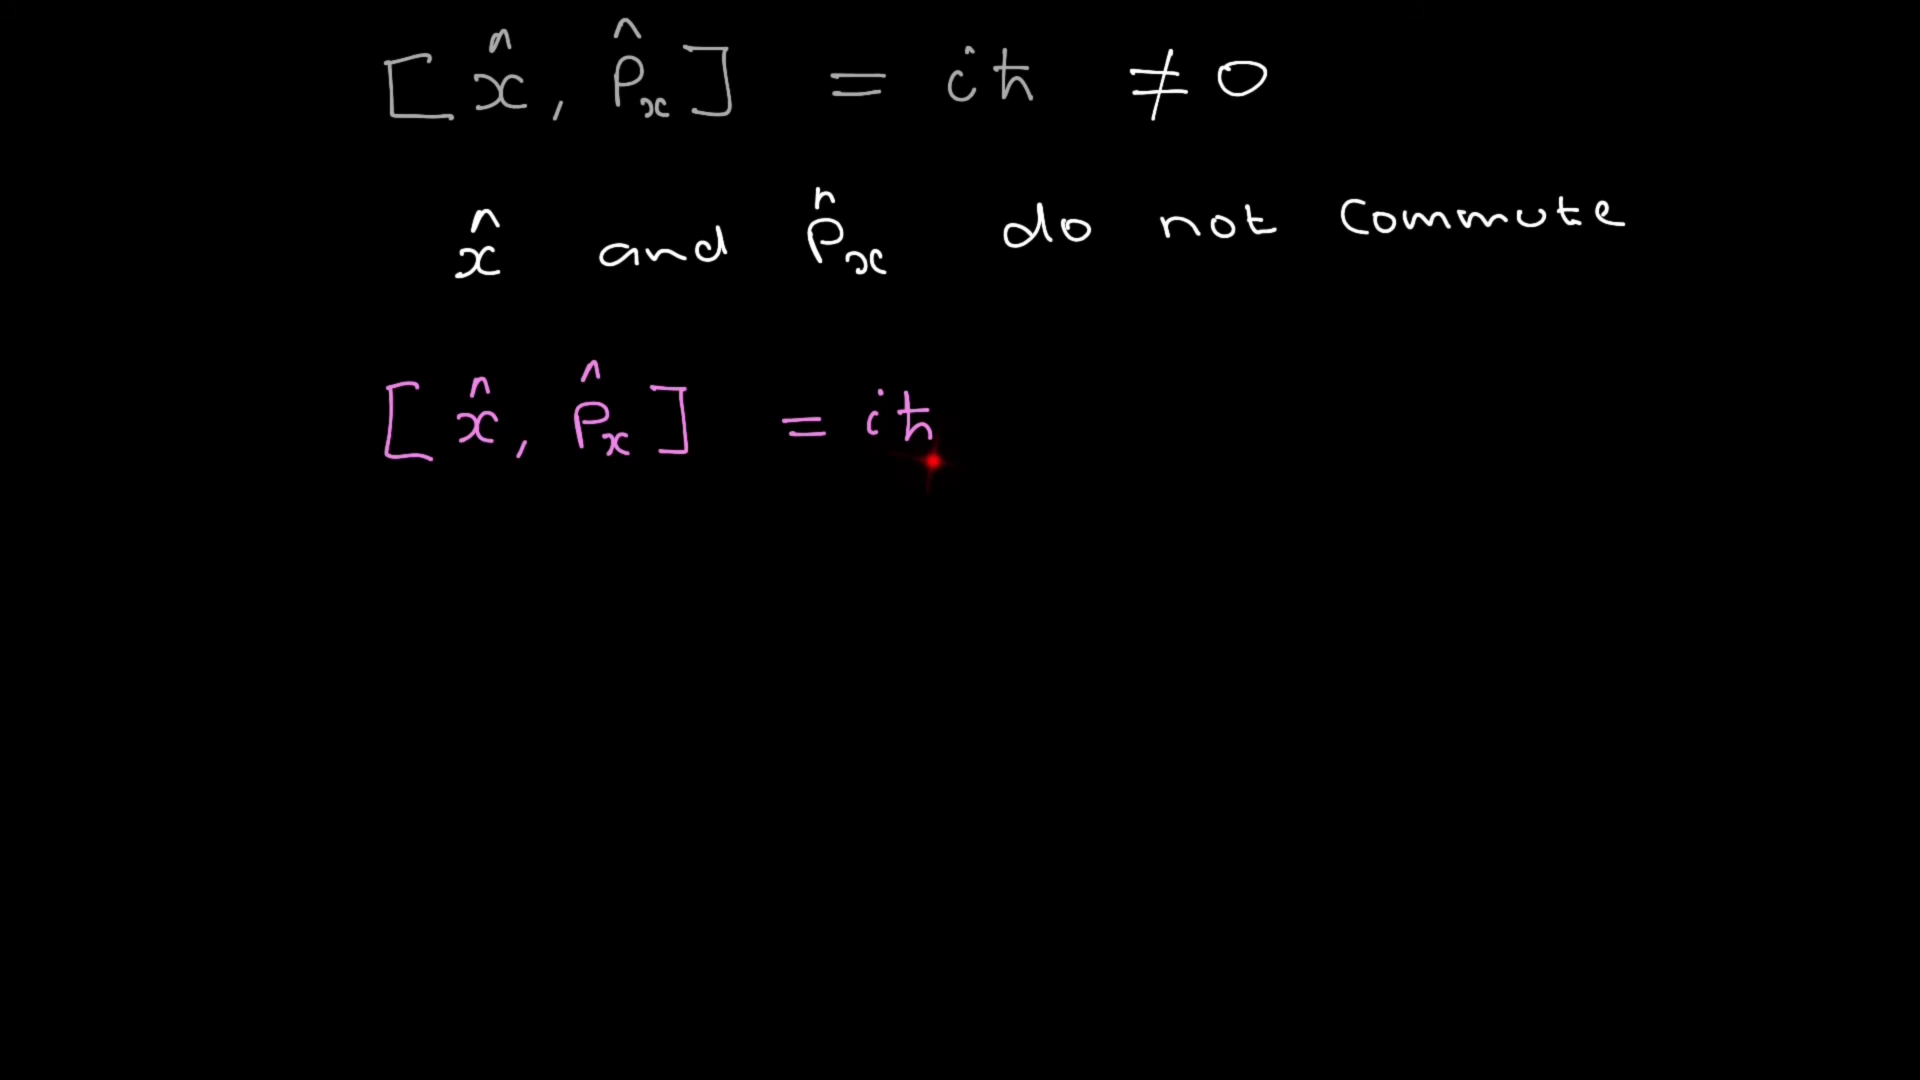 [x̂, p̂ₓ] = iħ ≠ 0
x̂ and p̂ₓ do not commute
[x̂, p̂ₓ] = iħ